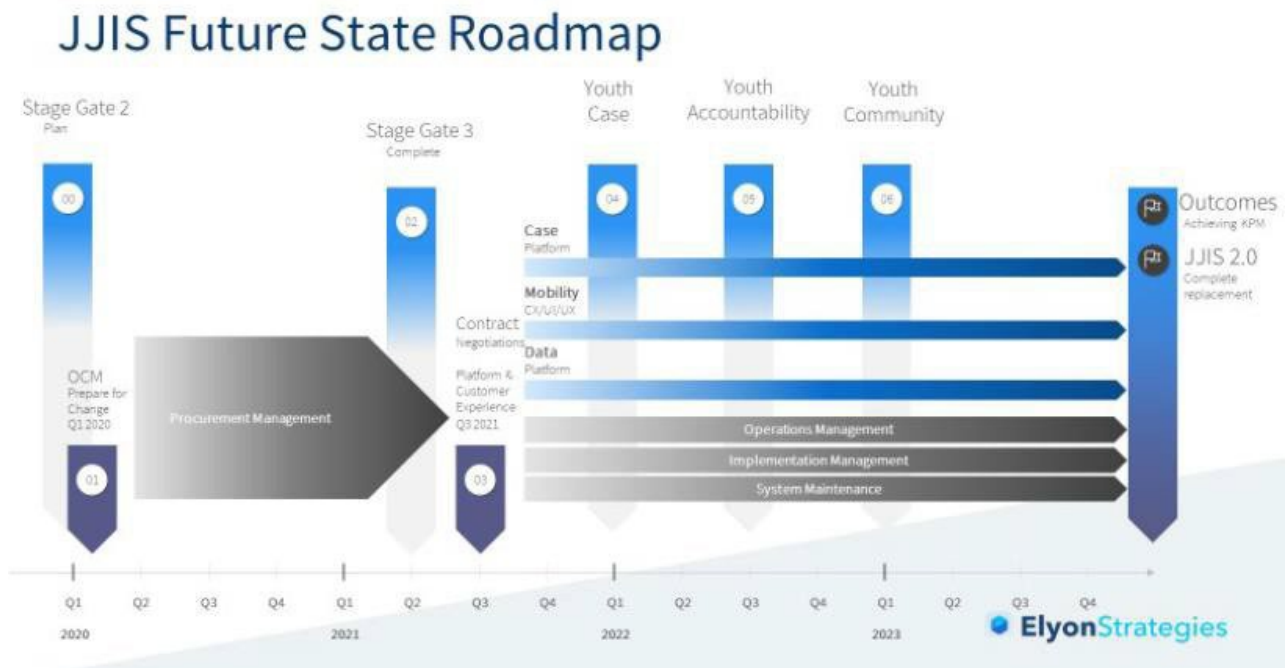 JJIS Future State Roadmap
Stage Gate 2
Plan
00
OCM
Prepare for
Change
Q1 2020
01
Procurement Management
Stage Gate 3
Complete
02
Contract
Negotiations
Platform &
Customer
Experience
Q3 2021
03
Youth
Case
04
Youth
Accountability
05
Youth
Community
06
Case
Platform
Mobility
CX/UI/UX
Data
Platform
Operations Management
Implementation Management
System Maintenance
Outcomes
Achieving KPM
JJIS 2.0
Complete
replacement
Q1 Q2 Q3 Q4 Q1 Q2 Q3 Q4 Q1 Q2 Q3 Q4 Q1 Q2 Q3 Q4
2020 2021 2022 2023
ElyonStrategies